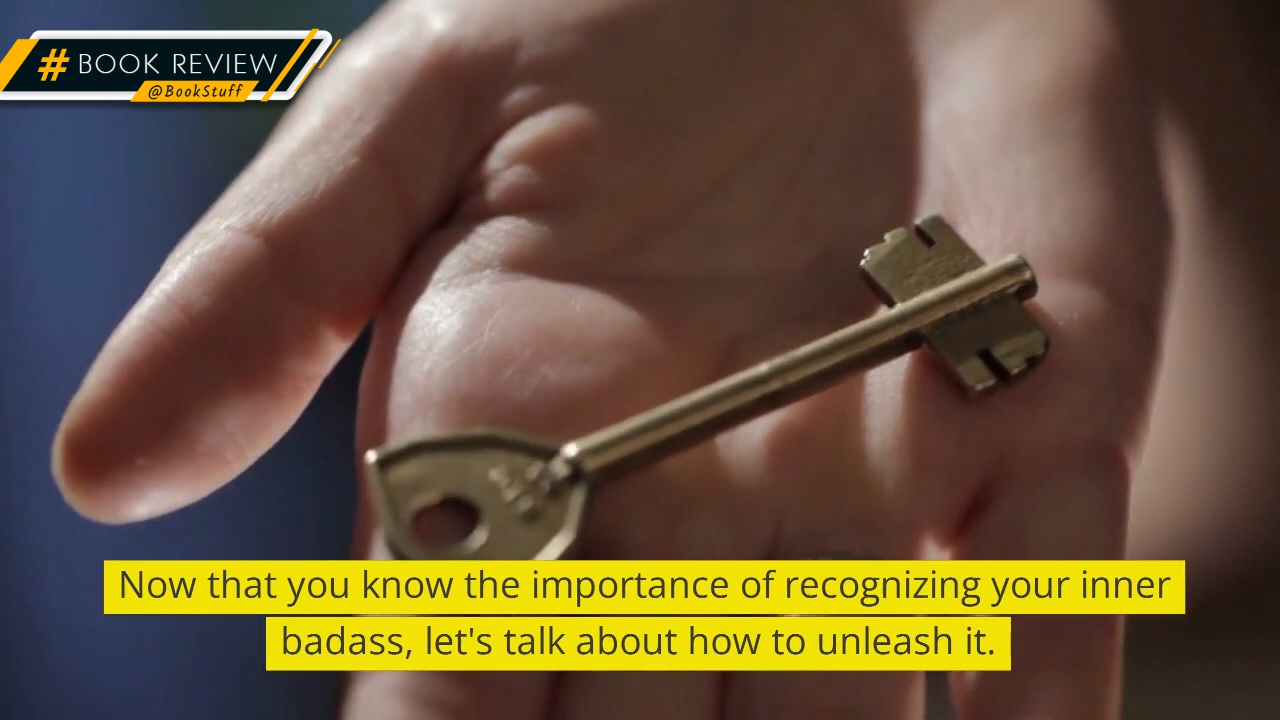 # BOOK REVIEW
@BookStuff
Now that you know the importance of recognizing your inner
badass, let's talk about how to unleash it.